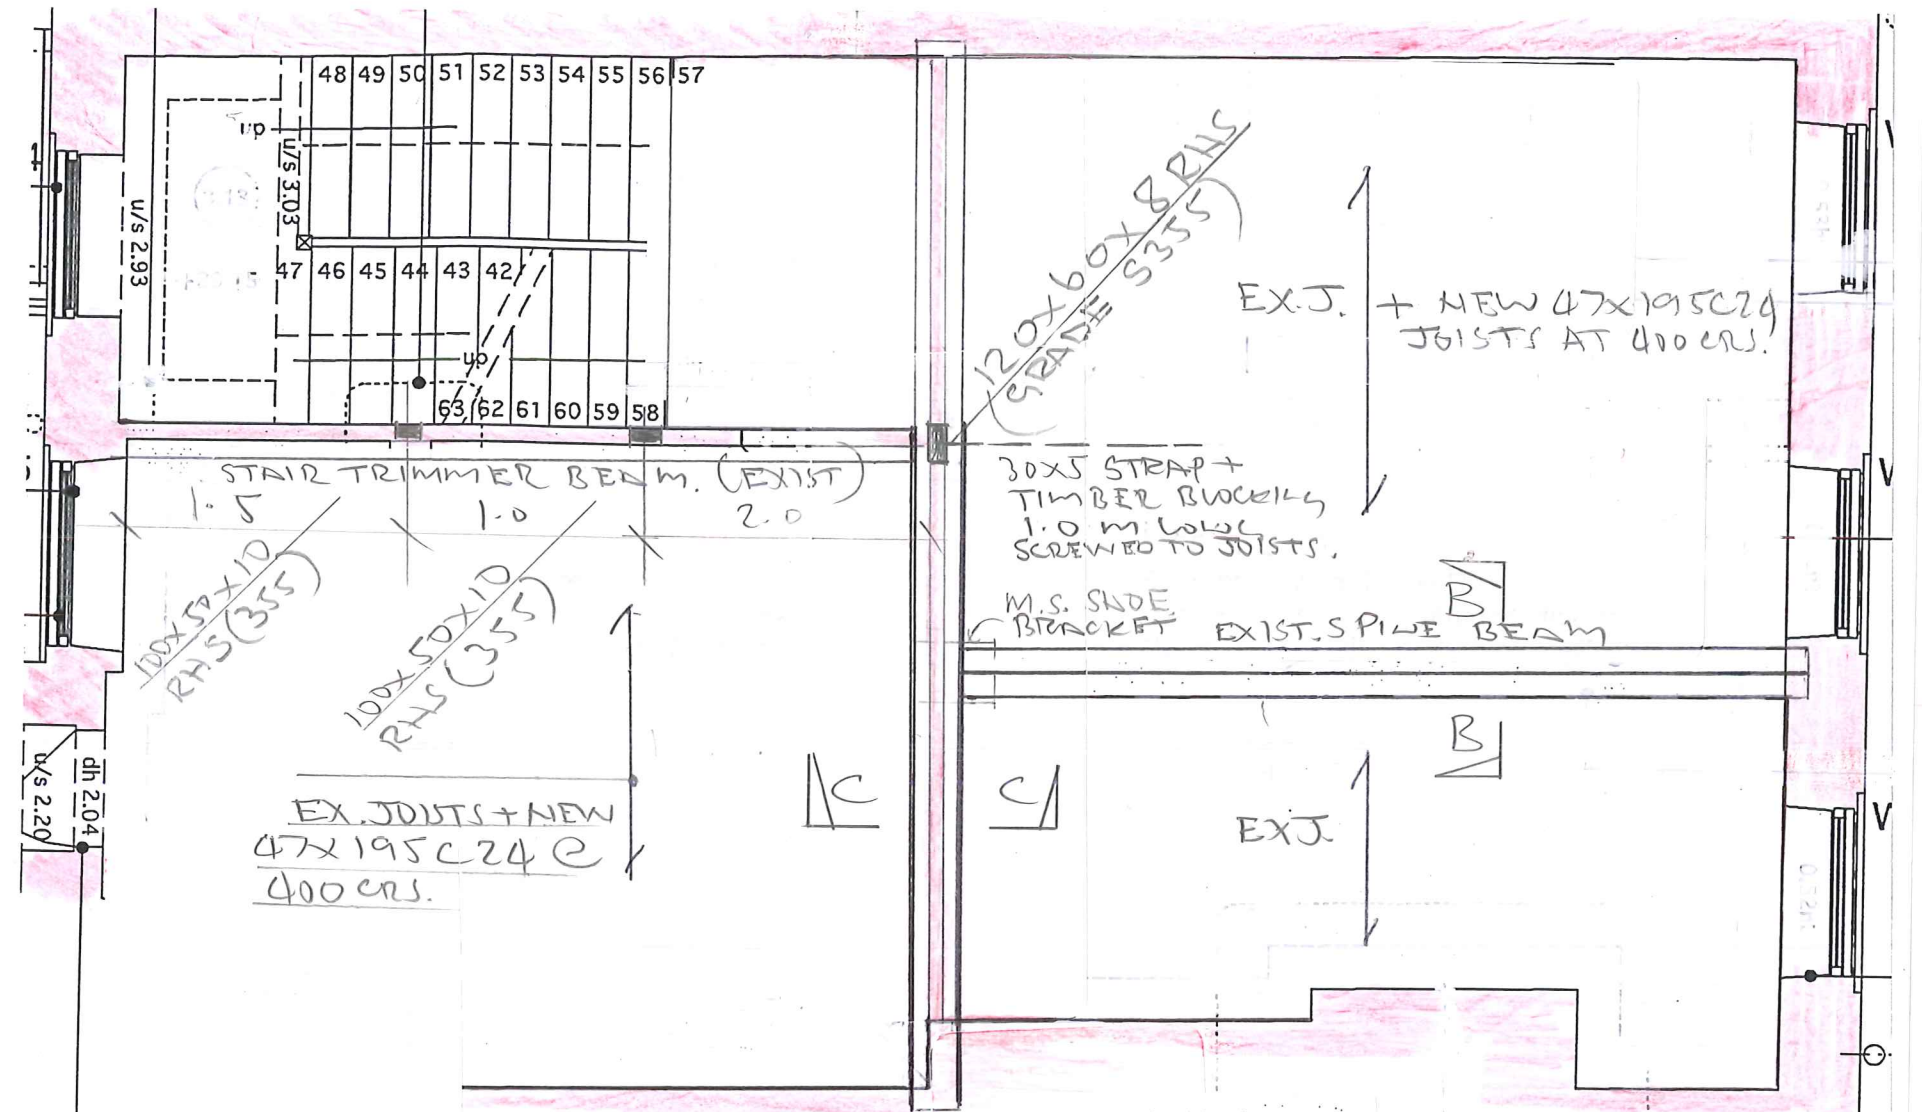 48 49 50 51 52 53 54 55 56 57
up
u/s 3.03
u/s 2.93
47 46 45 44 43 42
up
63 62 61 60 59 58
STAIR TRIMMER BEAM. (EXIST)
1.5 1.0 2.0
100X50X10
RHS(355)
100X50X10
RHS(355)
EX. JOISTS + NEW
47X195 C24 @
400 CRS.
dh 2.04
u/s 2.20
120X60X8 RHS
(GRADE S355)
EX.J. + NEW 47X195C24
JOISTS AT 400 CRS.
30X5 STRAP +
TIMBER BLOCKING
1.0 m LONG
SCREWED TO JOISTS.
M.S. SHOE
BRACKET
EXIST. SPINE BEAM
B
B
C
C
EXJ.
V
V
V